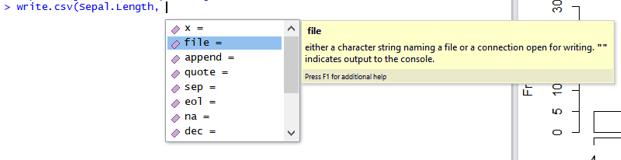 > write.csv(Sepal.Length,
x =
file =
append =
quote =
sep =
eol =
na =
dec =
file
either a character string naming a file or a connection open for writing. ""
indicates output to the console.
Press F1 for additional help
30
Fr
10
5
0
4